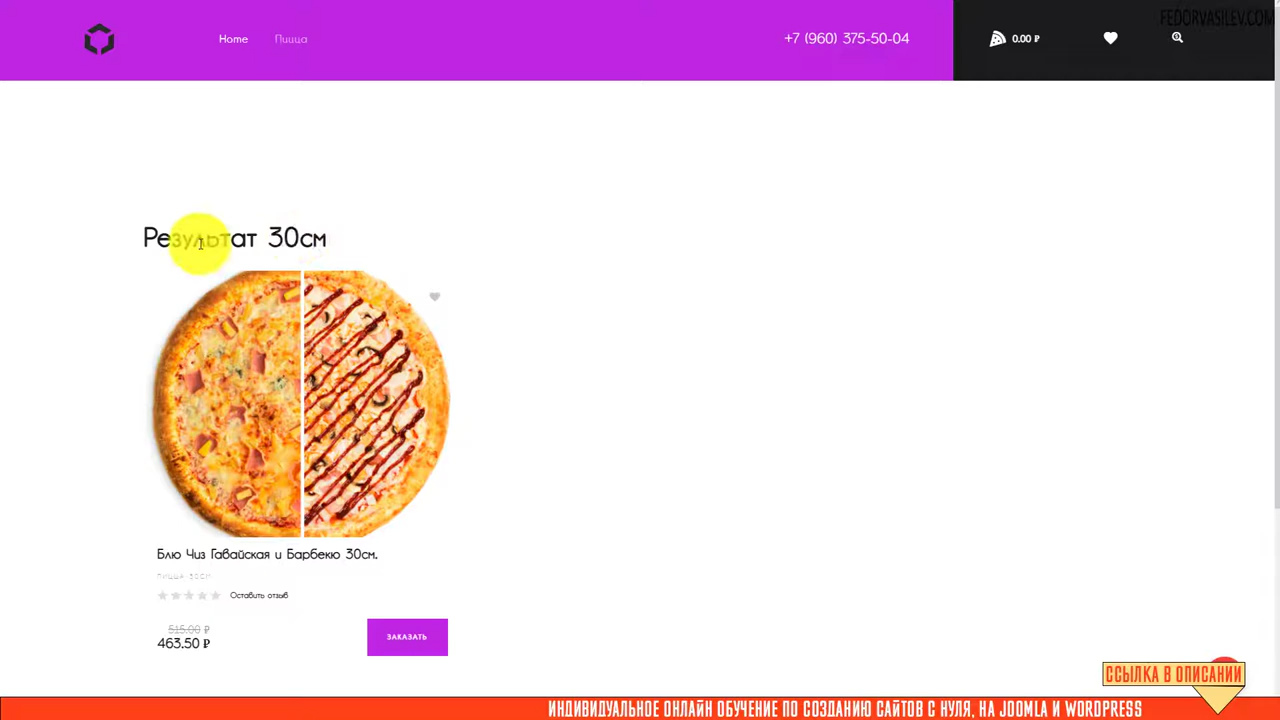 FEDORVASILEV.COM
Home Пицца +7 (960) 375-50-04 0.00 ₽
Результат 30см
Блю Чиз Гавайская и Барбекю 30см.
ПИЦЦА 30СМ
Оставить отзыв
515.00 ₽
463.50 ₽
ЗАКАЗАТЬ
ССЫЛКА В ОПИСАНИИ
ИНДИВИДУАЛЬНОЕ ОНЛАЙН ОБУЧЕНИЕ ПО СОЗДАНИЮ САЙТОВ С НУЛЯ, НА JOOMLA И WORDPRESS